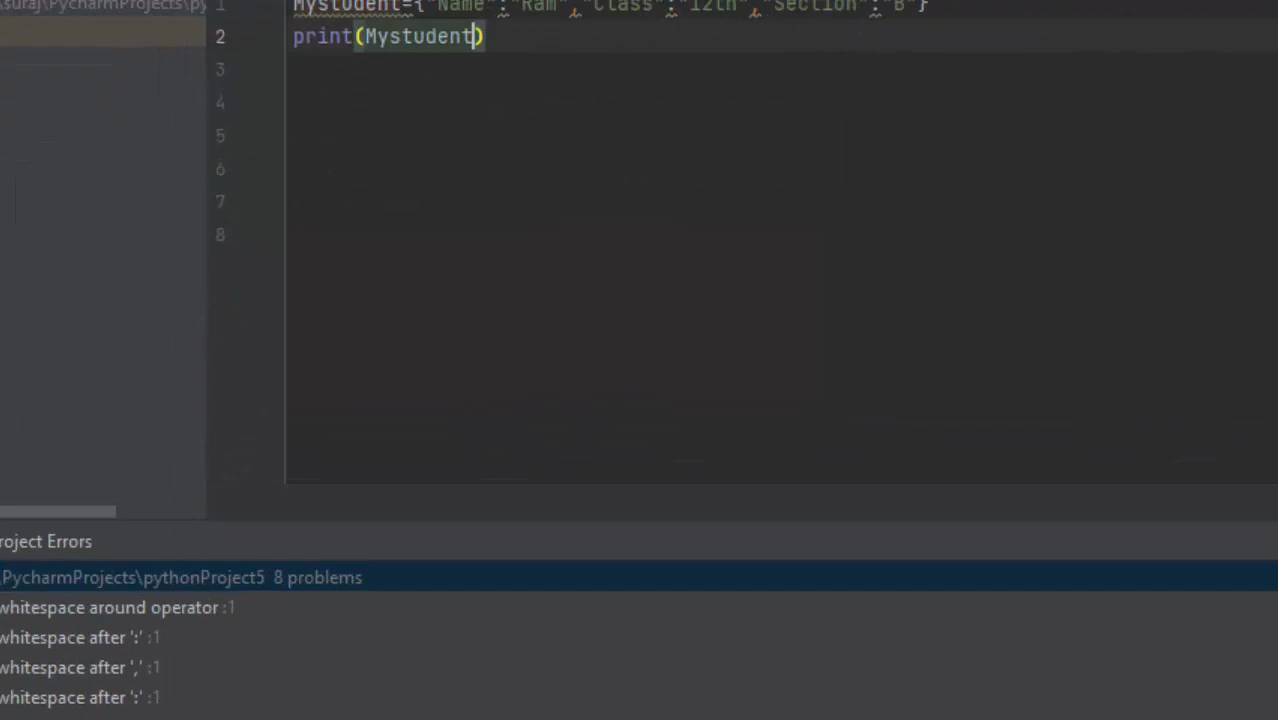 \suraj\PycharmProjects\py
1 Mystudent={"Name":"Ram","Class":"12th","Section":"B"}
2 print(Mystudent)
3
4
5
6
7
8
roject Errors
\PycharmProjects\pythonProject5 8 problems
whitespace around operator :1
whitespace after ':' :1
whitespace after ',' :1
whitespace after ':' :1